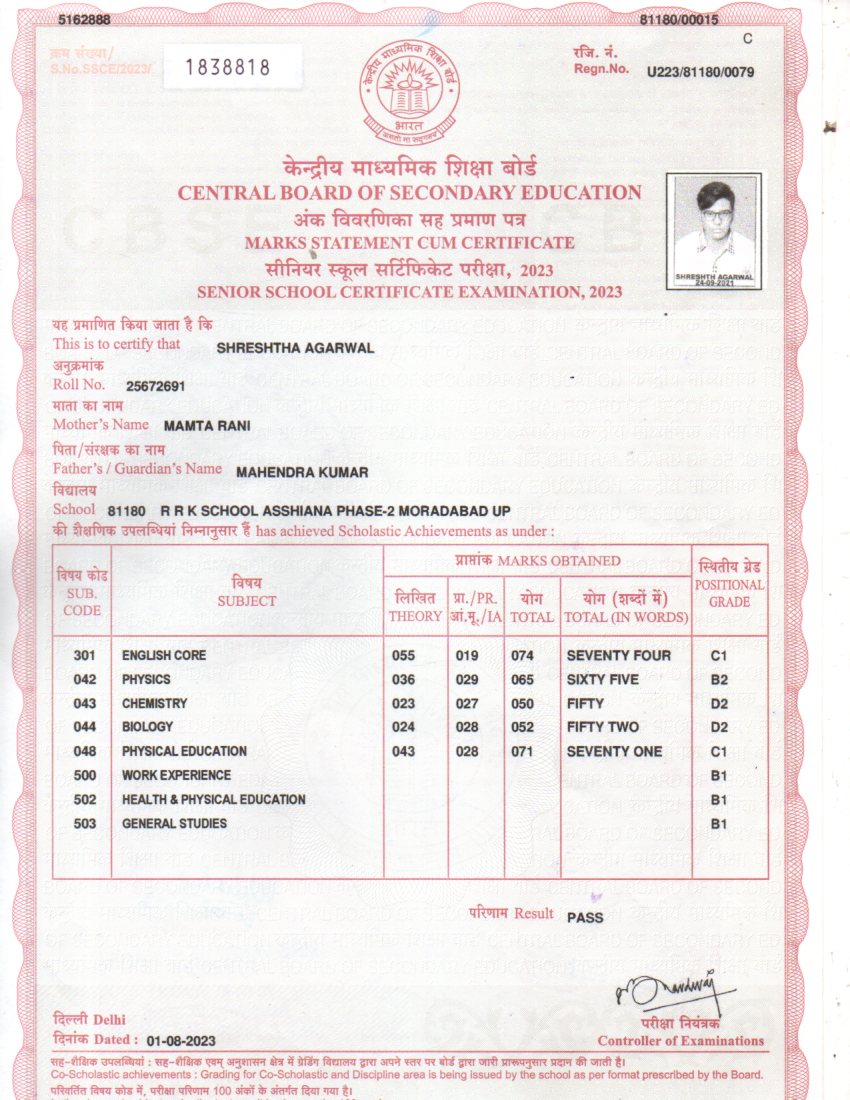 5162888
81180/00015
C
क्रम संख्या/
S.No.SSCE/2023/
1838818
रजि. नं.
Regn.No. U223/81180/0079
केन्द्रीय माध्यमिक शिक्षा बोर्ड
भारत
असतो मा सद्गमय
केन्द्रीय माध्यमिक शिक्षा बोर्ड
CENTRAL BOARD OF SECONDARY EDUCATION
अंक विवरणिका सह प्रमाण पत्र
MARKS STATEMENT CUM CERTIFICATE
सीनियर स्कूल सर्टिफिकेट परीक्षा, 2023
SENIOR SCHOOL CERTIFICATE EXAMINATION, 2023
SHRESHTH AGARWAL
24-09-2021
यह प्रमाणित किया जाता है कि
This is to certify that SHRESHTHA AGARWAL
अनुक्रमांक
Roll No. 25672691
माता का नाम
Mother's Name MAMTA RANI
पिता/संरक्षक का नाम
Father's / Guardian's Name MAHENDRA KUMAR
विद्यालय
School 81180 R R K SCHOOL ASSHIANA PHASE-2 MORADABAD UP
की शैक्षणिक उपलब्धियां निम्नानुसार हैं has achieved Scholastic Achievements as under :
विषय कोड
SUB.
CODE
विषय
SUBJECT
प्राप्तांक MARKS OBTAINED
लिखित
THEORY
प्रा./PR.
आं.मू./IA
योग
TOTAL
योग (शब्दों में)
TOTAL (IN WORDS)
स्थितीय ग्रेड
POSITIONAL
GRADE
301 ENGLISH CORE 055 019 074 SEVENTY FOUR C1
042 PHYSICS 036 029 065 SIXTY FIVE B2
043 CHEMISTRY 023 027 050 FIFTY D2
044 BIOLOGY 024 028 052 FIFTY TWO D2
048 PHYSICAL EDUCATION 043 028 071 SEVENTY ONE C1
500 WORK EXPERIENCE B1
502 HEALTH & PHYSICAL EDUCATION B1
503 GENERAL STUDIES B1
परिणाम Result PASS
दिल्ली Delhi
दिनांक Dated : 01-08-2023
परीक्षा नियंत्रक
Controller of Examinations
सह-शैक्षिक उपलब्धियां : सह-शैक्षिक एवम् अनुशासन क्षेत्र में ग्रेडिंग विद्यालय द्वारा अपने स्तर पर बोर्ड द्वारा जारी प्रारूपनुसार प्रदान की जाती है।
Co-Scholastic achievements : Grading for Co-Scholastic and Discipline area is being issued by the school as per format prescribed by the Board.
परिवर्तित विषय कोड में, परीक्षा परिणाम 100 अंकों के अंतर्गत दिया गया है।